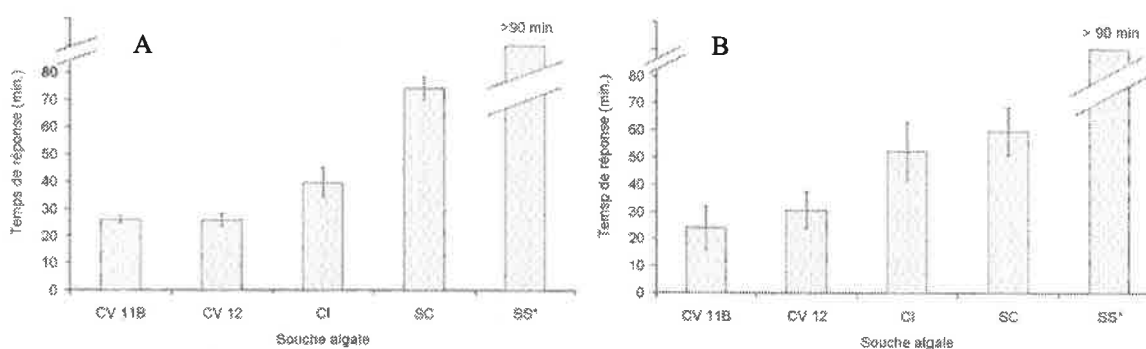 A
>90 min
80
70
60
50
40
30
20
10
0
Temps de réponse (min.)
CV 11B CV 12 CI SC SS*
Souche algale
B
> 90 min
80
70
60
50
40
30
20
10
0
Temsp de réponse (min.)
CV 11B CV 12 CI SC SS*
Souche algale